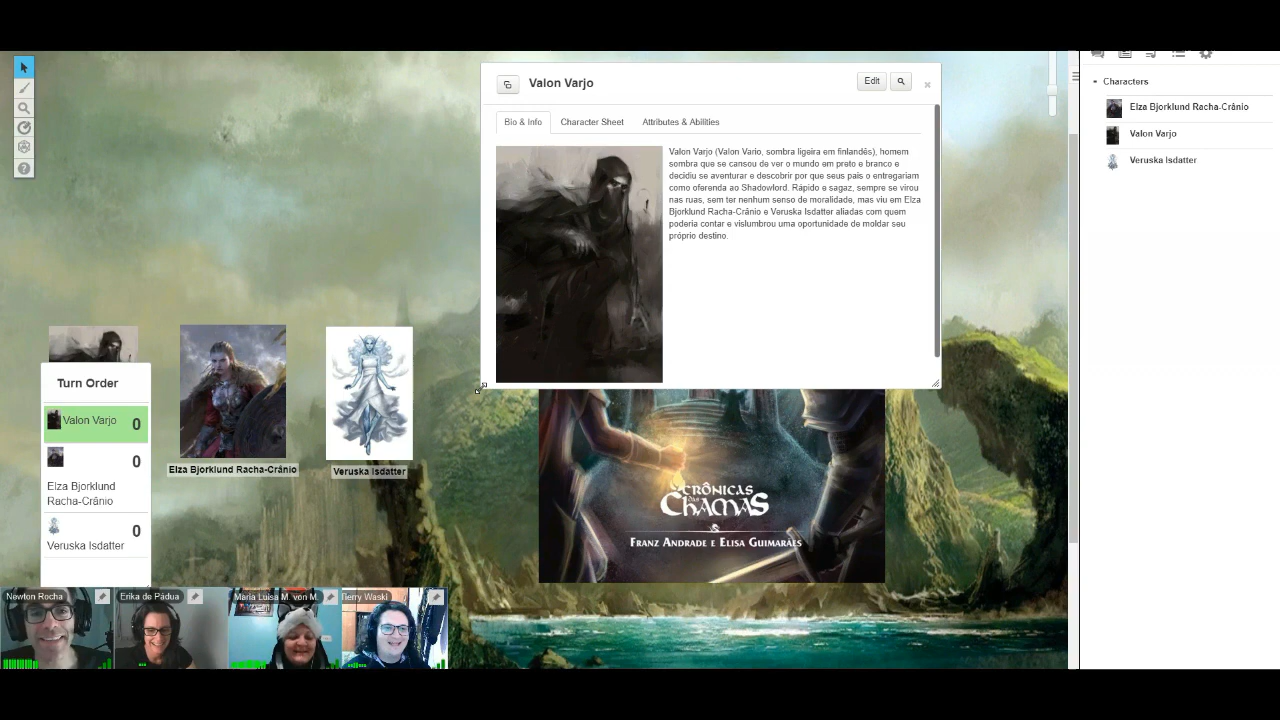 Valon Varjo
Edit
Bio & Info
Character Sheet
Attributes & Abilities
Valon Varjo (Valon Vario, sombra ligeira em finlandês), homem
sombra que se cansou de ver o mundo em preto e branco e
decidiu se aventurar e descobrir por que seus pais o entregariam
como oferenda ao Shadowlord. Rápido e sagaz, sempre se virou
nas ruas, sem ter nenhum senso de moralidade, mas viu em Elza
Bjorklund Racha-Crânio e Veruska Isdatter aliadas com quem
poderia contar e vislumbrou uma oportunidade de moldar seu
próprio destino.
Characters
Elza Bjorklund Racha-Crânio
Valon Varjo
Veruska Isdatter
Turn Order
Valon Varjo 0
0
Elza Bjorklund
Racha-Crânio
0
Veruska Isdatter
Elza Bjorklund Racha-Crânio
Veruska Isdatter
Crônicas
das
Chamas
Franz Andrade e Elisa Guimarães
Newton Rocha
Erika de Pádua
Maria Luisa M. von M.
Tierry Waski